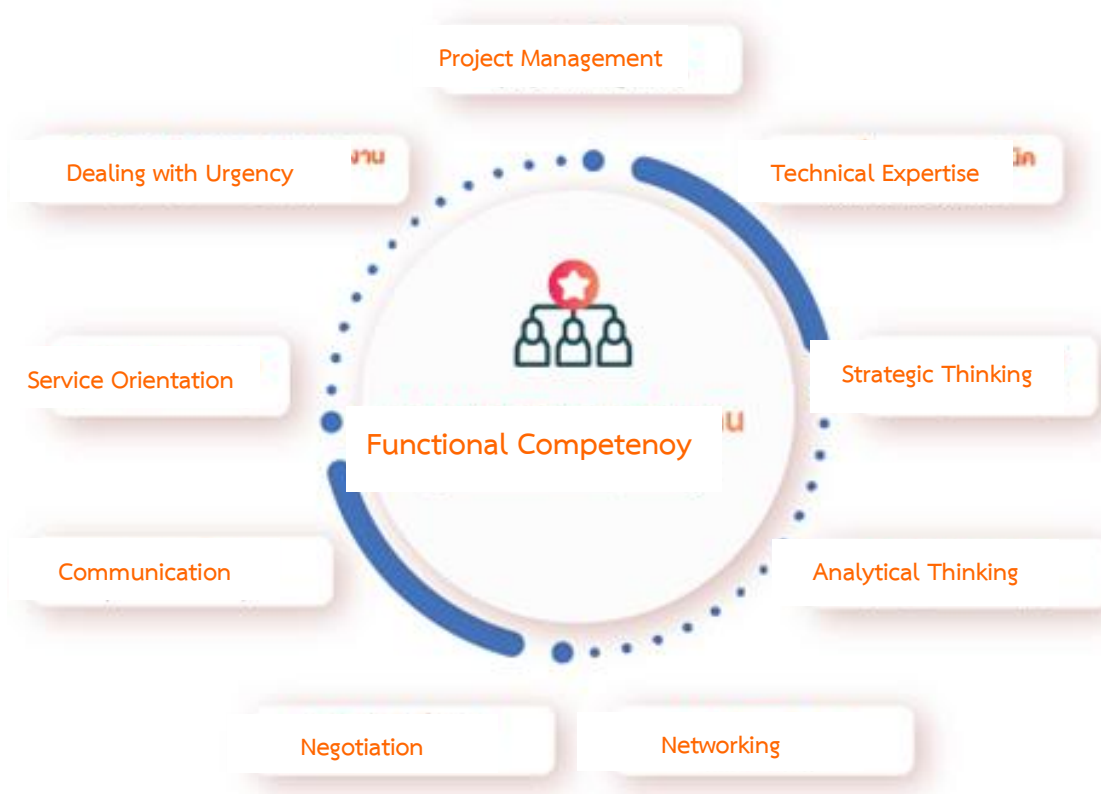 Project Management
Dealing with Urgency
Technical Expertise
Service Orientation
Strategic Thinking
Functional Competenoy
Communication
Analytical Thinking
Negotiation
Networking